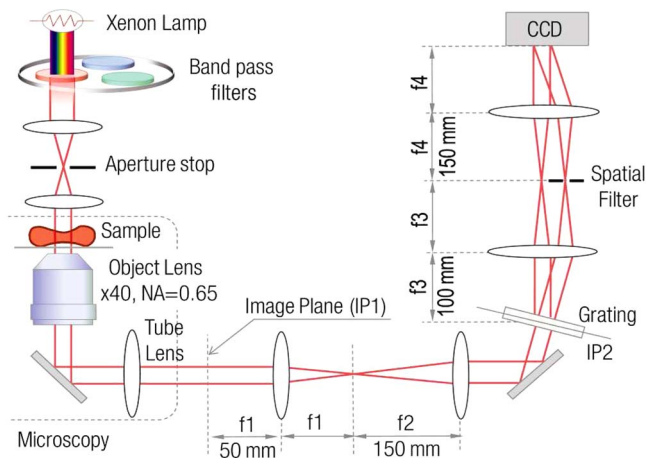 Xenon Lamp
Band pass
filters
Aperture stop
Sample
Object Lens
x40, NA=0.65
Tube
Lens
Microscopy
Image Plane (IP1)
f1
50 mm
f1
f2
150 mm
CCD
f4
f4
150 mm
Spatial
Filter
f3
f3
100 mm
Grating
IP2